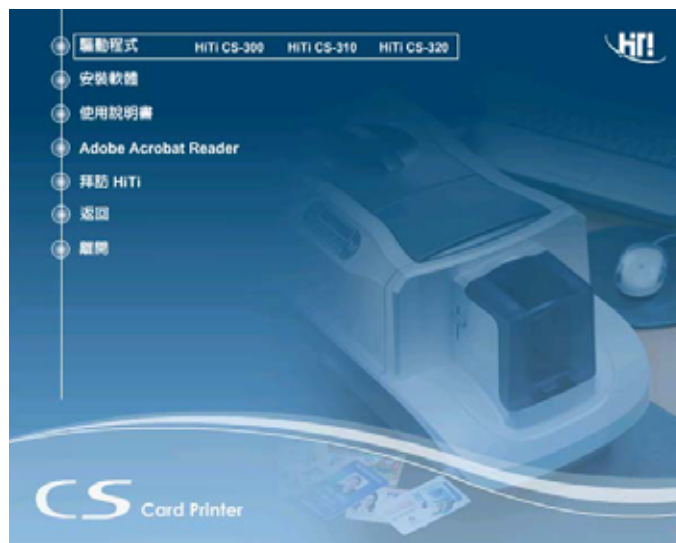 驅動程式 HiTi CS-300 HiTi CS-310 HiTi CS-320
HiTi
安裝軟體
使用說明書
Adobe Acrobat Reader
拜訪 HiTi
返回
離開
CS Card Printer